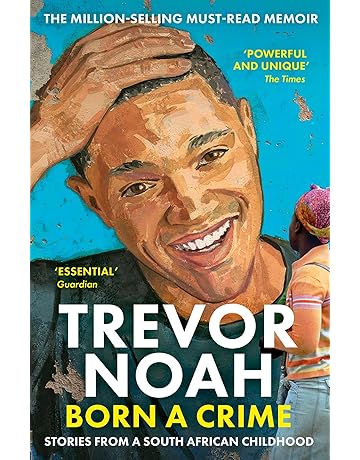 THE MILLION-SELLING MUST-READ MEMOIR
‘POWERFUL
AND UNIQUE’
The Times
‘ESSENTIAL’
Guardian
TREVOR
NOAH
BORN A CRIME
STORIES FROM A SOUTH AFRICAN CHILDHOOD